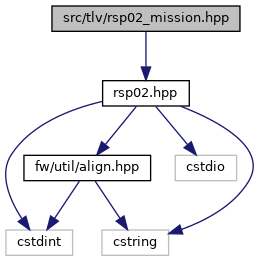 src/tlv/rsp02_mission.hpp
rsp02.hpp
fw/util/align.hpp
cstdio
cstdint
cstring